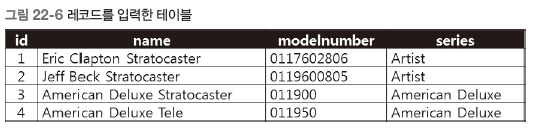 그림 22-6 레코드를 입력한 테이블
id name modelnumber series
1 Eric Clapton Stratocaster 0117602806 Artist
2 Jeff Beck Stratocaster 0119600805 Artist
3 American Deluxe Stratocaster 011900 American Deluxe
4 American Deluxe Tele 011950 American Deluxe